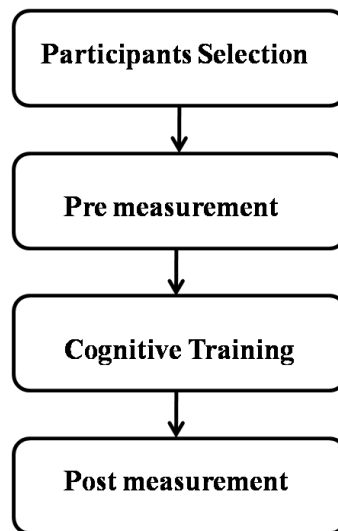 Participants Selection
Pre measurement
Cognitive Training
Post measurement